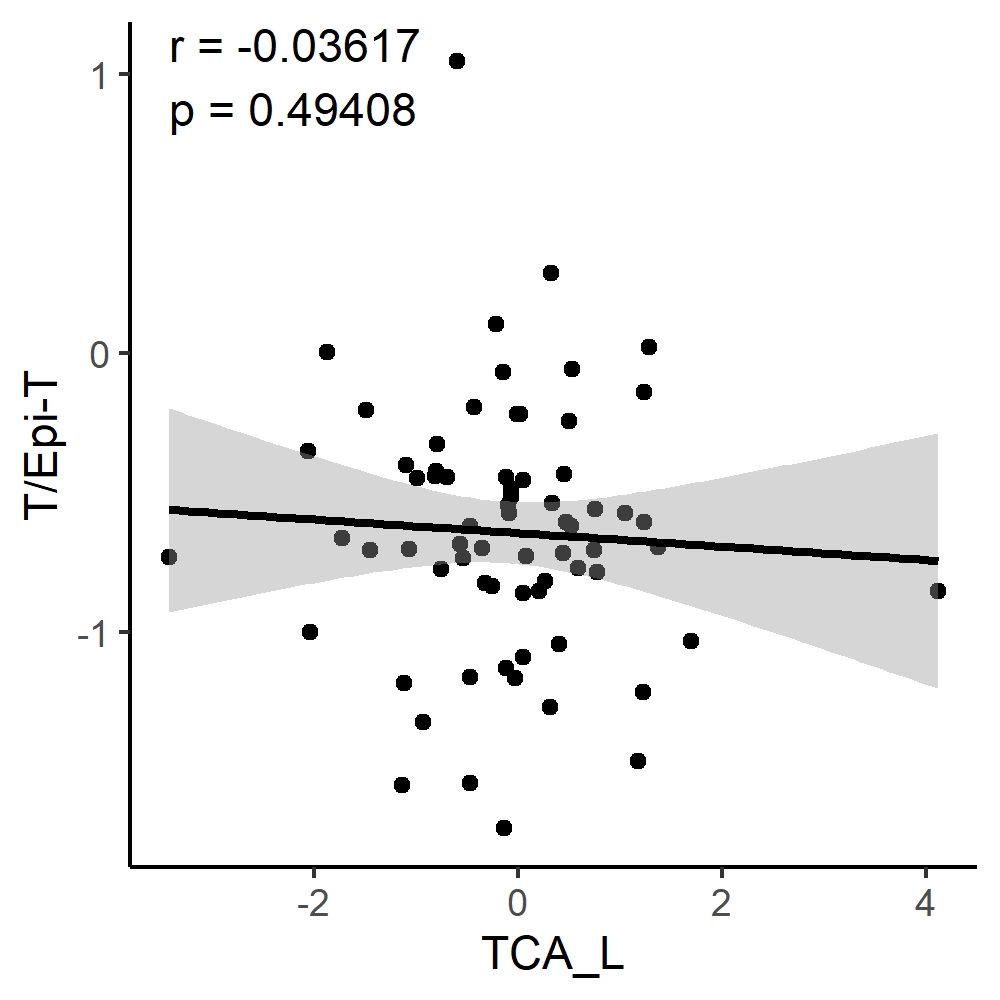 r = -0.03617
p = 0.49408
1
0
-1
T/Epi-T
-2 0 2 4
TCA_L